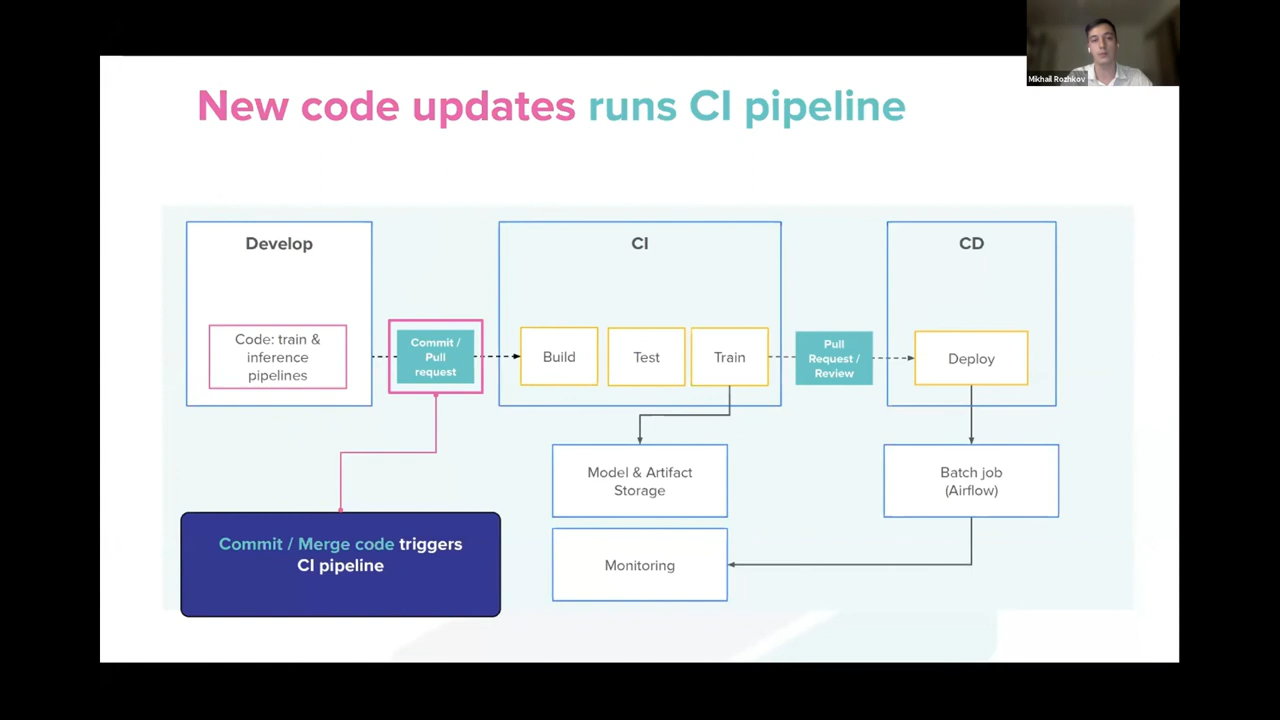 Mikhail Rozhkov
New code updates runs CI pipeline
Develop
CI
CD
Code: train &
inference
pipelines
Commit /
Pull
request
Build
Test
Train
Pull
Request /
Review
Deploy
Model & Artifact
Storage
Batch job
(Airflow)
Commit / Merge code triggers
CI pipeline
Monitoring